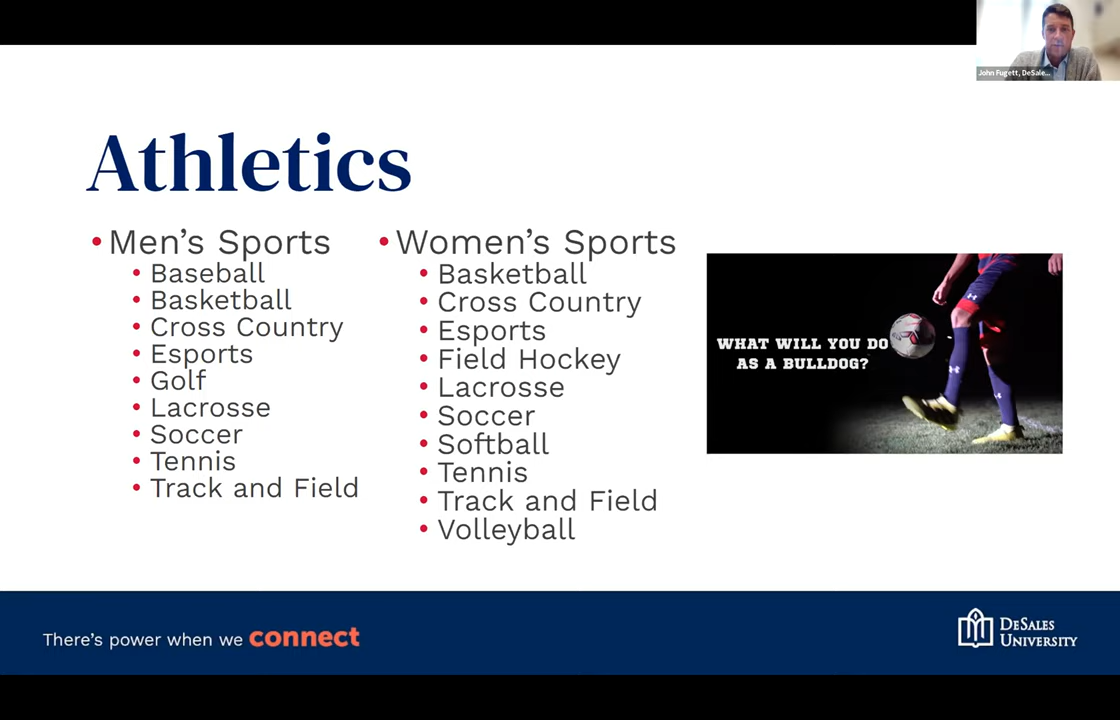 John Fugett, DeSale...
Athletics
• Men's Sports
• Baseball
• Basketball
• Cross Country
• Esports
• Golf
• Lacrosse
• Soccer
• Tennis
• Track and Field
• Women's Sports
• Basketball
• Cross Country
• Esports
• Field Hockey
• Lacrosse
• Soccer
• Softball
• Tennis
• Track and Field
• Volleyball
WHAT WILL YOU DO
AS A BULLDOG?
There's power when we connect
DeSales
University